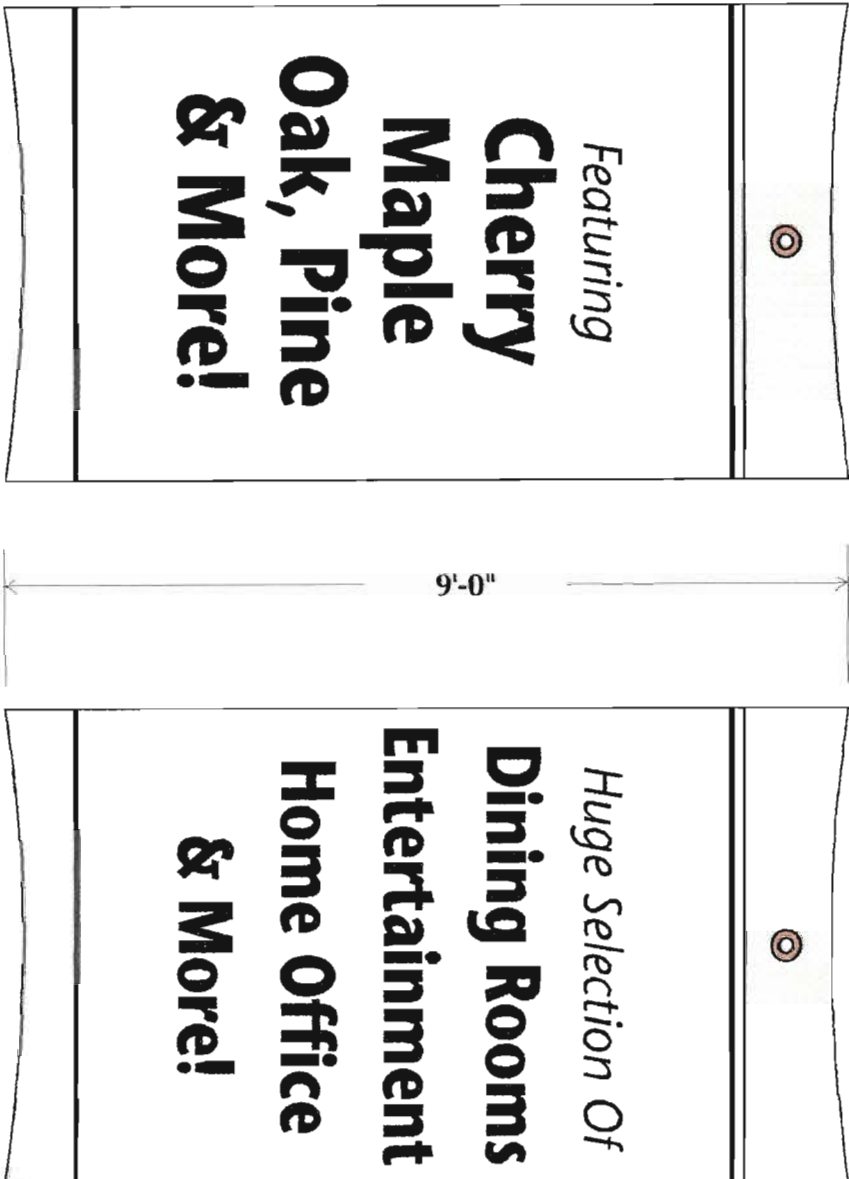 Featuring
Cherry
Maple
Oak, Pine
& More!
9'-0"
Huge Selection Of
Dining Rooms
Entertainment
Home Office
& More!